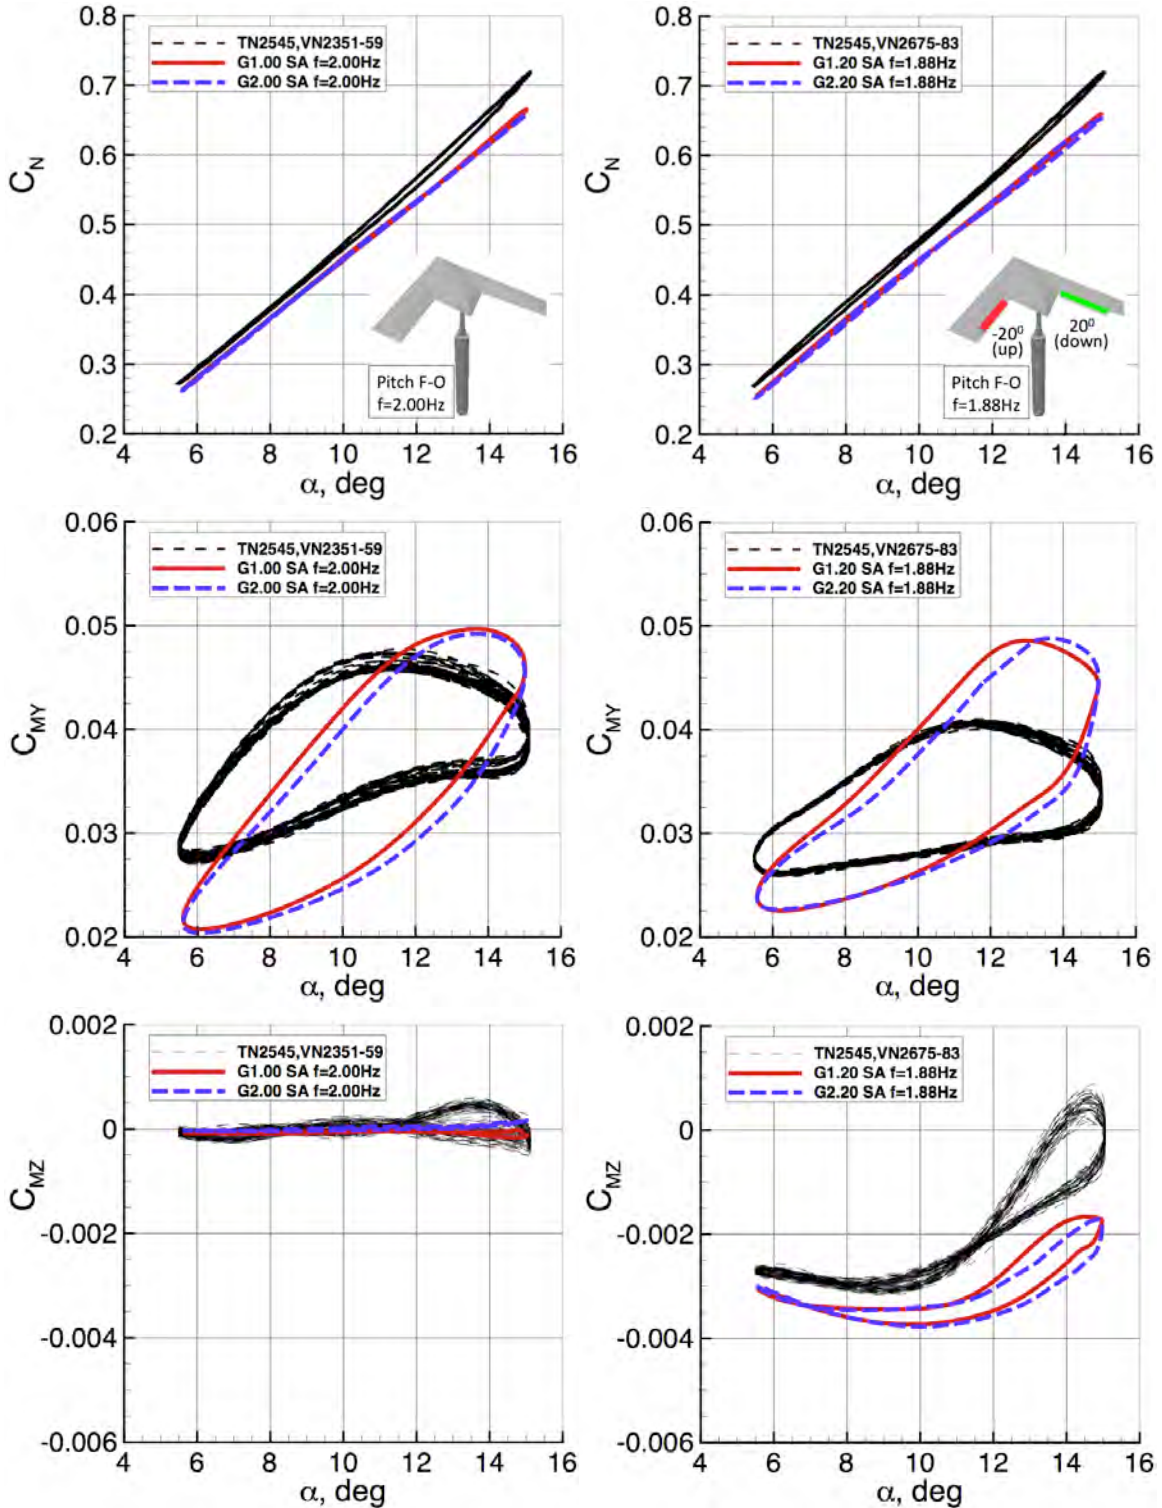 0.8
0.7
0.6
0.5
0.4
0.3
0.2
C_N
TN2545,VN2351-59
G1.00 SA f=2.00Hz
G2.00 SA f=2.00Hz
Pitch F-O
f=2.00Hz
4 6 8 10 12 14 16
α, deg
0.8
0.7
0.6
0.5
0.4
0.3
0.2
C_N
TN2545,VN2675-83
G1.20 SA f=1.88Hz
G2.20 SA f=1.88Hz
-20⁰
(up)
20⁰
(down)
Pitch F-O
f=1.88Hz
4 6 8 10 12 14 16
α, deg
0.06
0.05
0.04
0.03
0.02
C_MY
TN2545,VN2351-59
G1.00 SA f=2.00Hz
G2.00 SA f=2.00Hz
4 6 8 10 12 14 16
α, deg
0.06
0.05
0.04
0.03
0.02
C_MY
TN2545,VN2675-83
G1.20 SA f=1.88Hz
G2.20 SA f=1.88Hz
4 6 8 10 12 14 16
α, deg
0.002
0
-0.002
-0.004
-0.006
C_MZ
TN2545,VN2351-59
G1.00 SA f=2.00Hz
G2.00 SA f=2.00Hz
4 6 8 10 12 14 16
α, deg
0.002
0
-0.002
-0.004
-0.006
C_MZ
TN2545,VN2675-83
G1.20 SA f=1.88Hz
G2.20 SA f=1.88Hz
4 6 8 10 12 14 16
α, deg